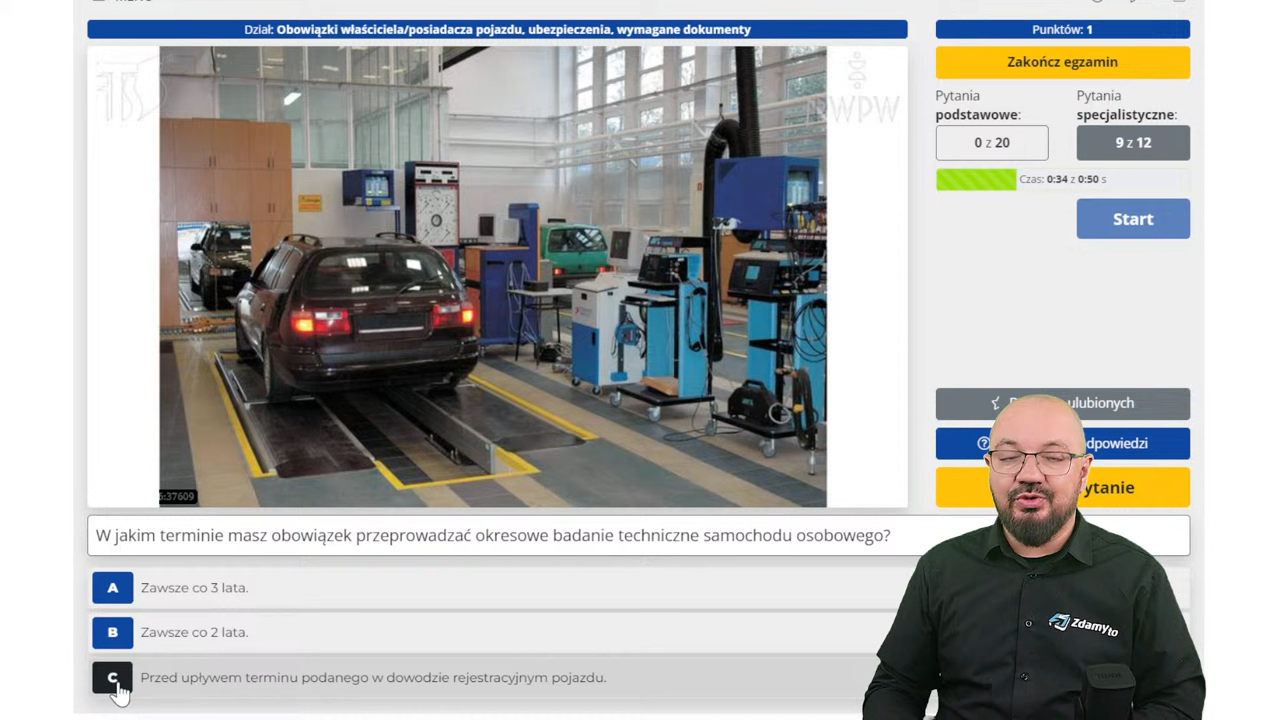 Dział: Obowiązki właściciela/posiadacza pojazdu, ubezpieczenia, wymagane dokumenty
Punktów: 1
Zakończ egzamin
Pytania podstawowe:
Pytania specjalistyczne:
0 z 20
9 z 12
Czas: 0:34 z 0:50 s
Start
PWPW
ulubionych
dpowiedzi
ytanie
W jakim terminie masz obowiązek przeprowadzać okresowe badanie techniczne samochodu osobowego?
A Zawsze co 3 lata.
B Zawsze co 2 lata.
C Przed upływem terminu podanego w dowodzie rejestracyjnym pojazdu.
Zdamyto